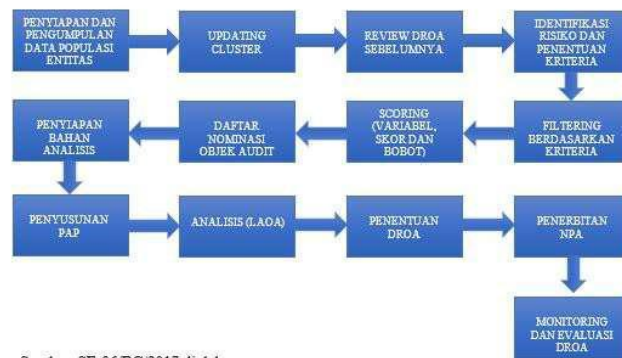 PENYIAPAN DAN
PENGUMPULAN
DATA POPULASI
ENTITAS
UPDATING
CLUSTER
REVIEW DROA
SEBELUMNYA
IDENTIFIKASI
RISIKO DAN
PENENTUAN
KRITERIA
FILTERING
BERDASARKAN
KRITERIA
SCORING
(VARIABEL,
SKOR DAN
BOBOT)
DAFTAR
NOMINASI
OBJEK AUDIT
PENYIAPAN
BAHAN
ANALISIS
PENYUSUNAN
PAP
ANALISIS (LAOA)
PENENTUAN
DROA
PENERBITAN
NPA
MONITORING
DAN EVALUASI
DROA